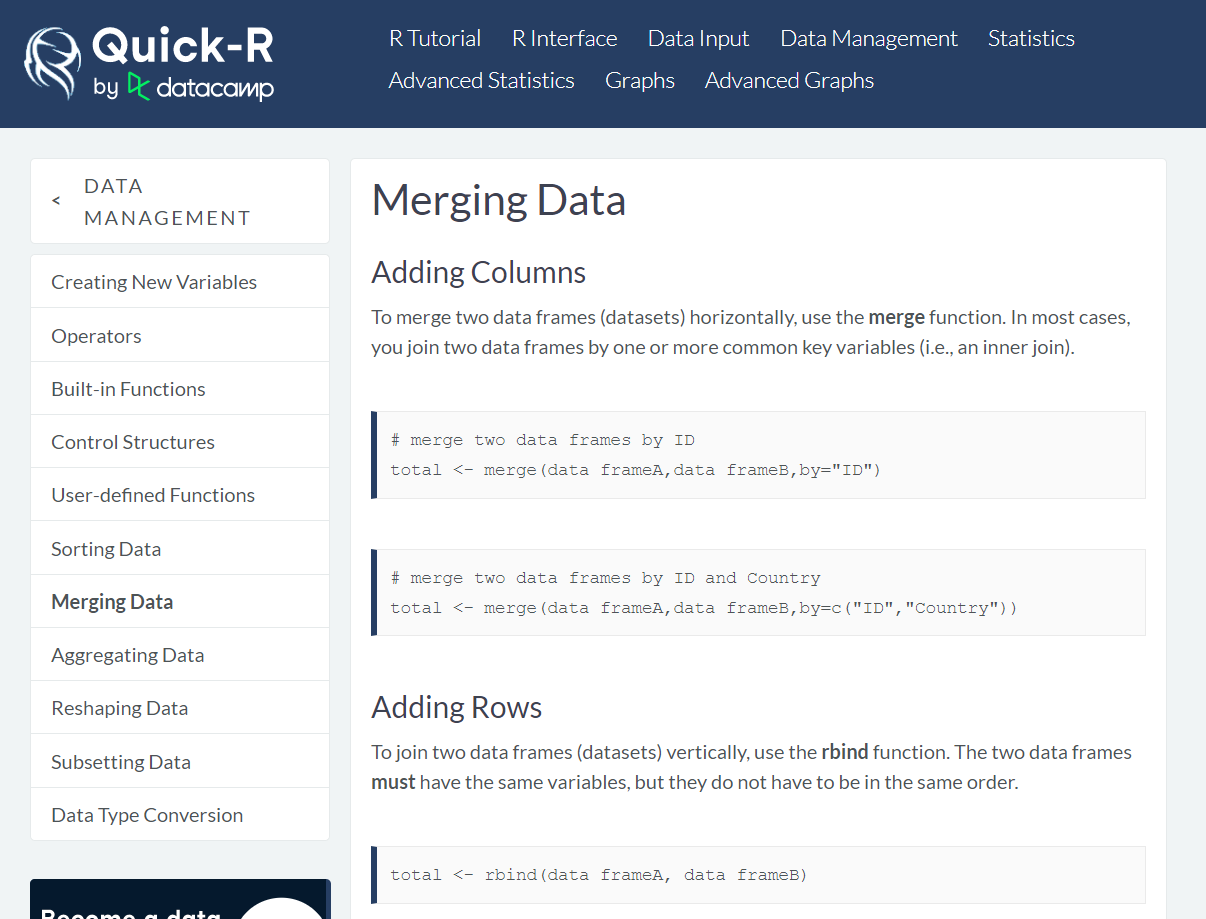 Quick-R
by datacamp
R Tutorial R Interface Data Input Data Management Statistics
Advanced Statistics Graphs Advanced Graphs
< DATA
MANAGEMENT
Creating New Variables
Operators
Built-in Functions
Control Structures
User-defined Functions
Sorting Data
Merging Data
Aggregating Data
Reshaping Data
Subsetting Data
Data Type Conversion
Become a data
Merging Data
Adding Columns
To merge two data frames (datasets) horizontally, use the merge function. In most cases,
you join two data frames by one or more common key variables (i.e., an inner join).
# merge two data frames by ID
total <- merge(data frameA,data frameB,by="ID")
# merge two data frames by ID and Country
total <- merge(data frameA,data frameB,by=c("ID","Country"))
Adding Rows
To join two data frames (datasets) vertically, use the rbind function. The two data frames
must have the same variables, but they do not have to be in the same order.
total <- rbind(data frameA, data frameB)